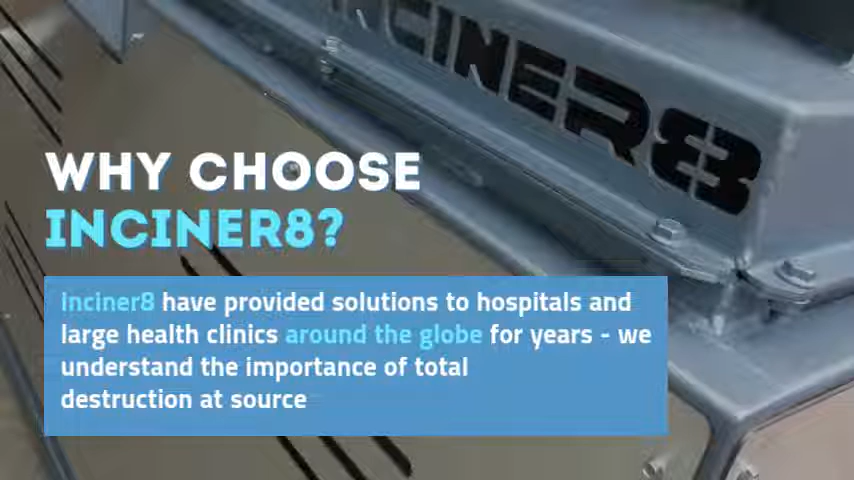 INCINER8
WHY CHOOSE
INCINER8?
Inciner8 have provided solutions to hospitals and
large health clinics around the globe for years - we
understand the importance of total
destruction at source